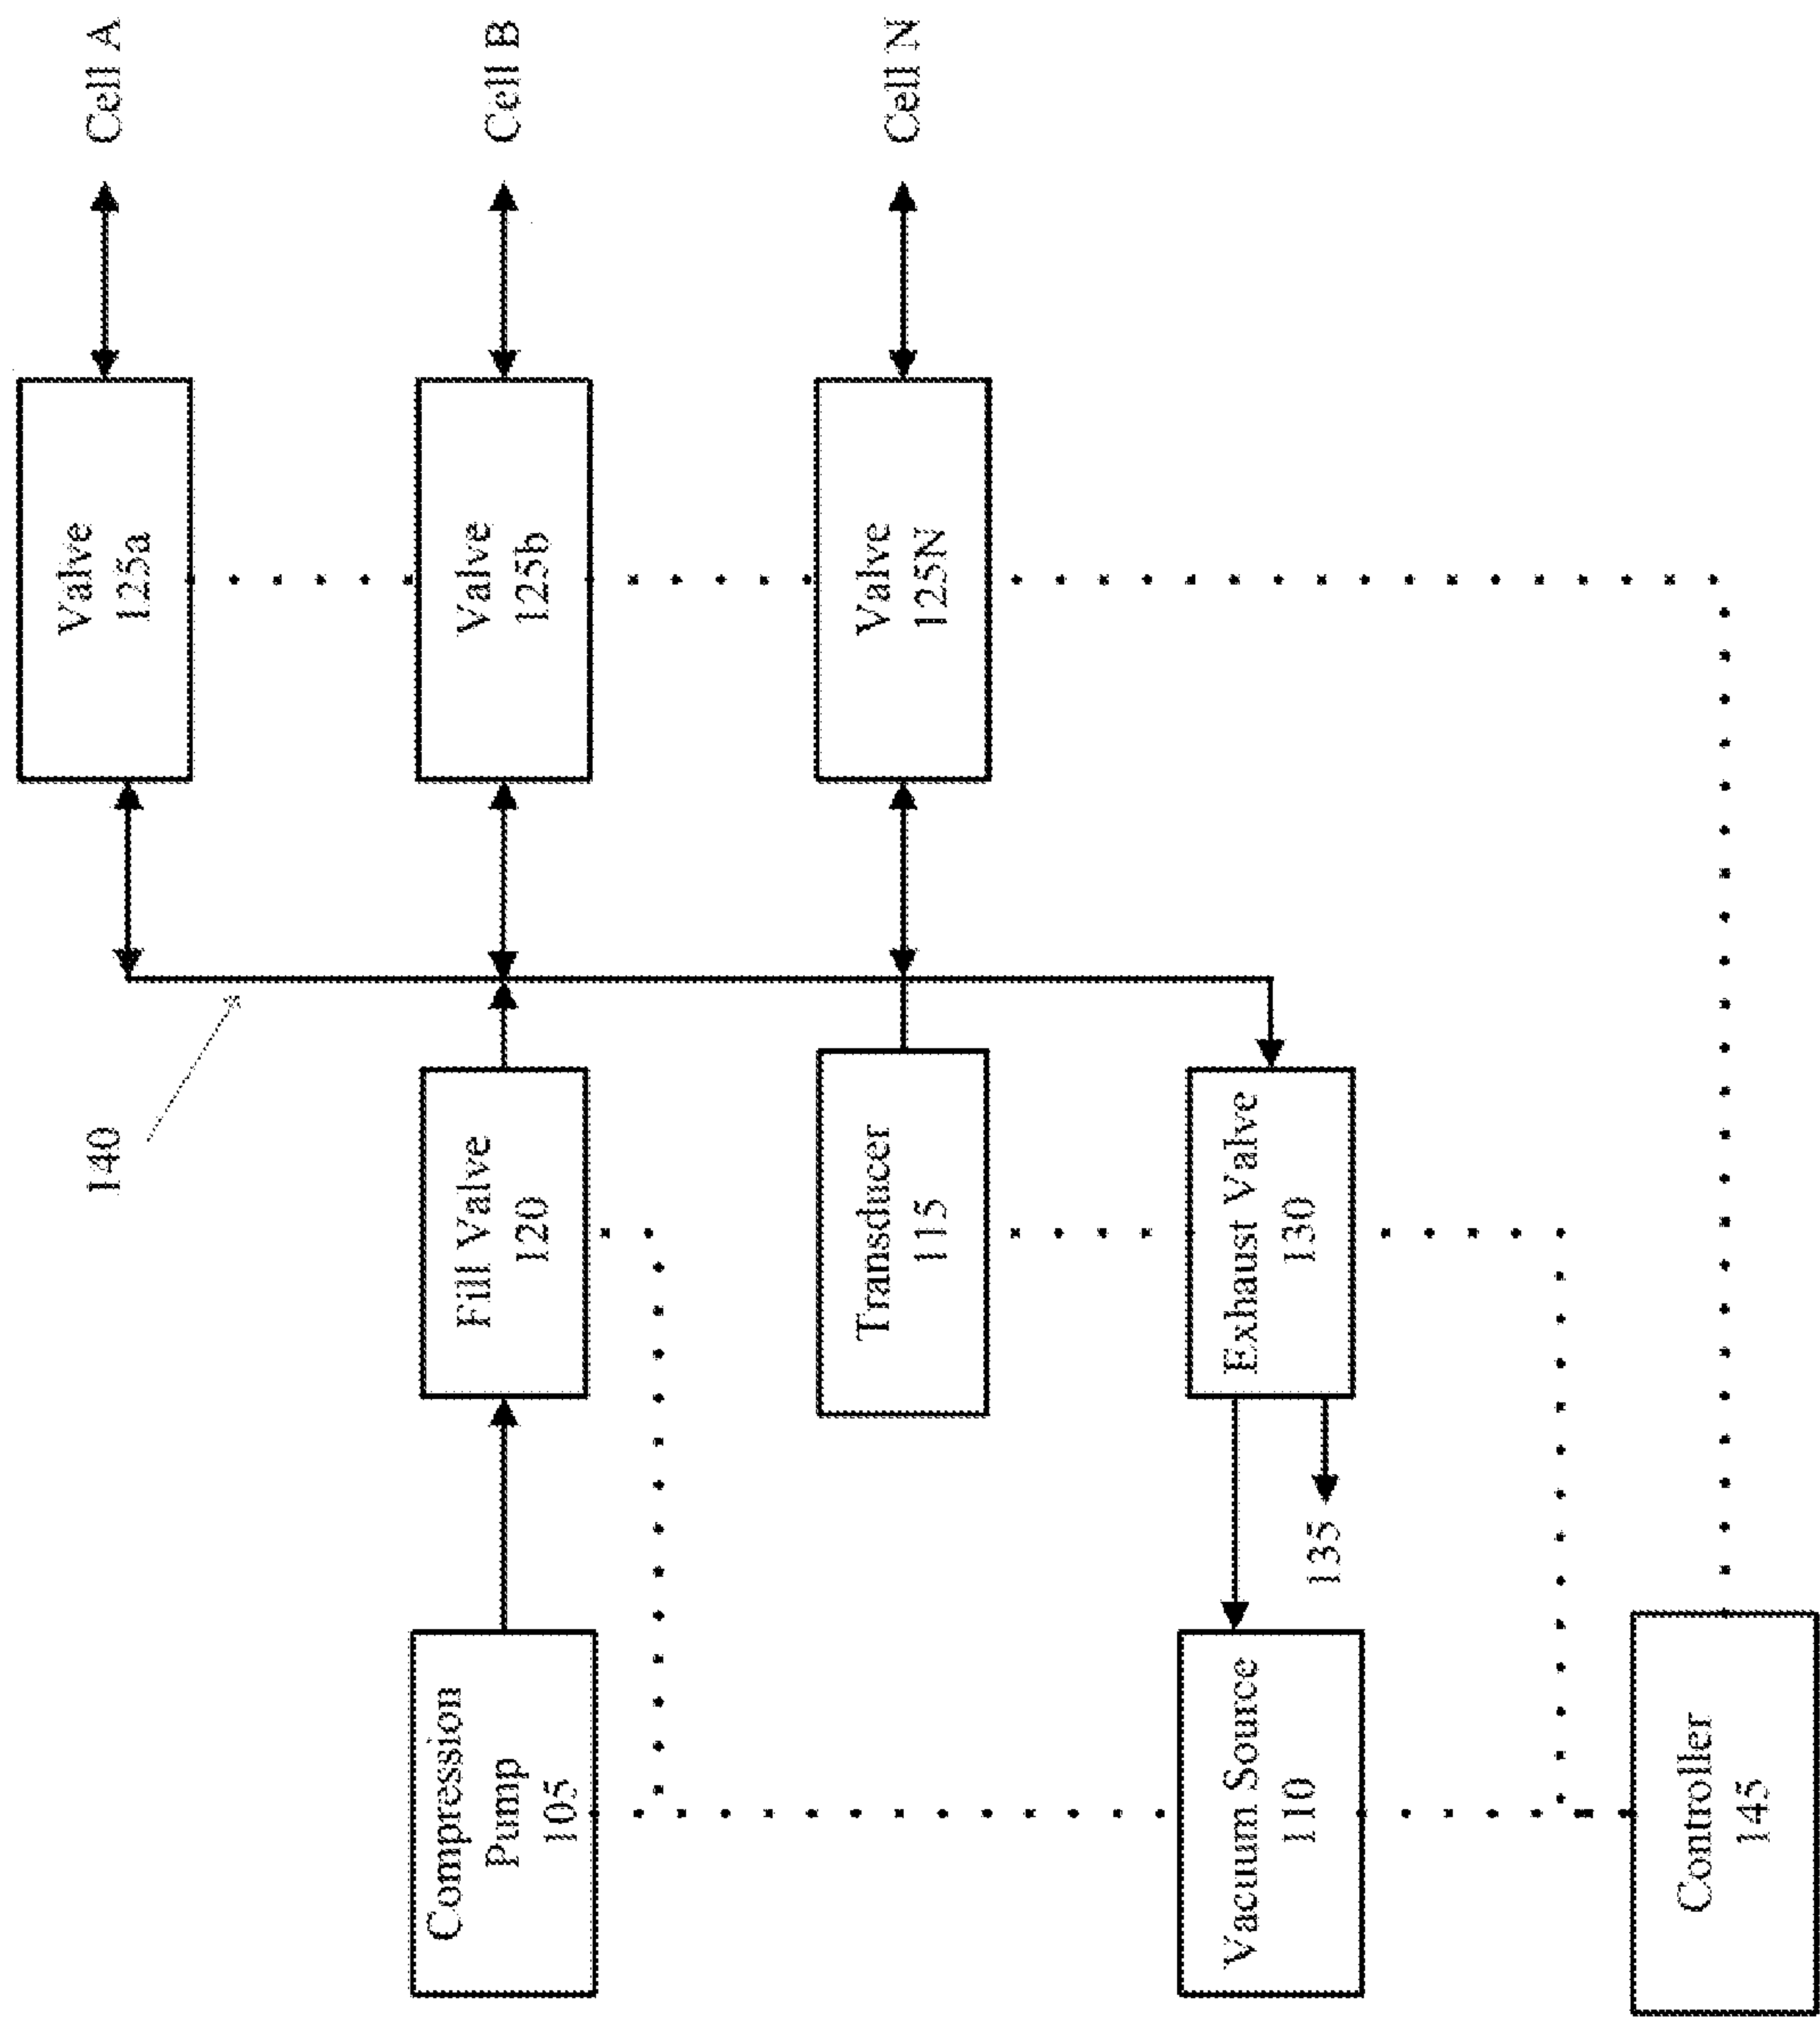 Compression
Pump
105
Fill Valve
120
140
Valve
125a
Cell A
Valve
125b
Cell B
Transducer
115
Valve
125N
Cell N
Vacuum Source
110
135
Exhaust Valve
130
Controller
145